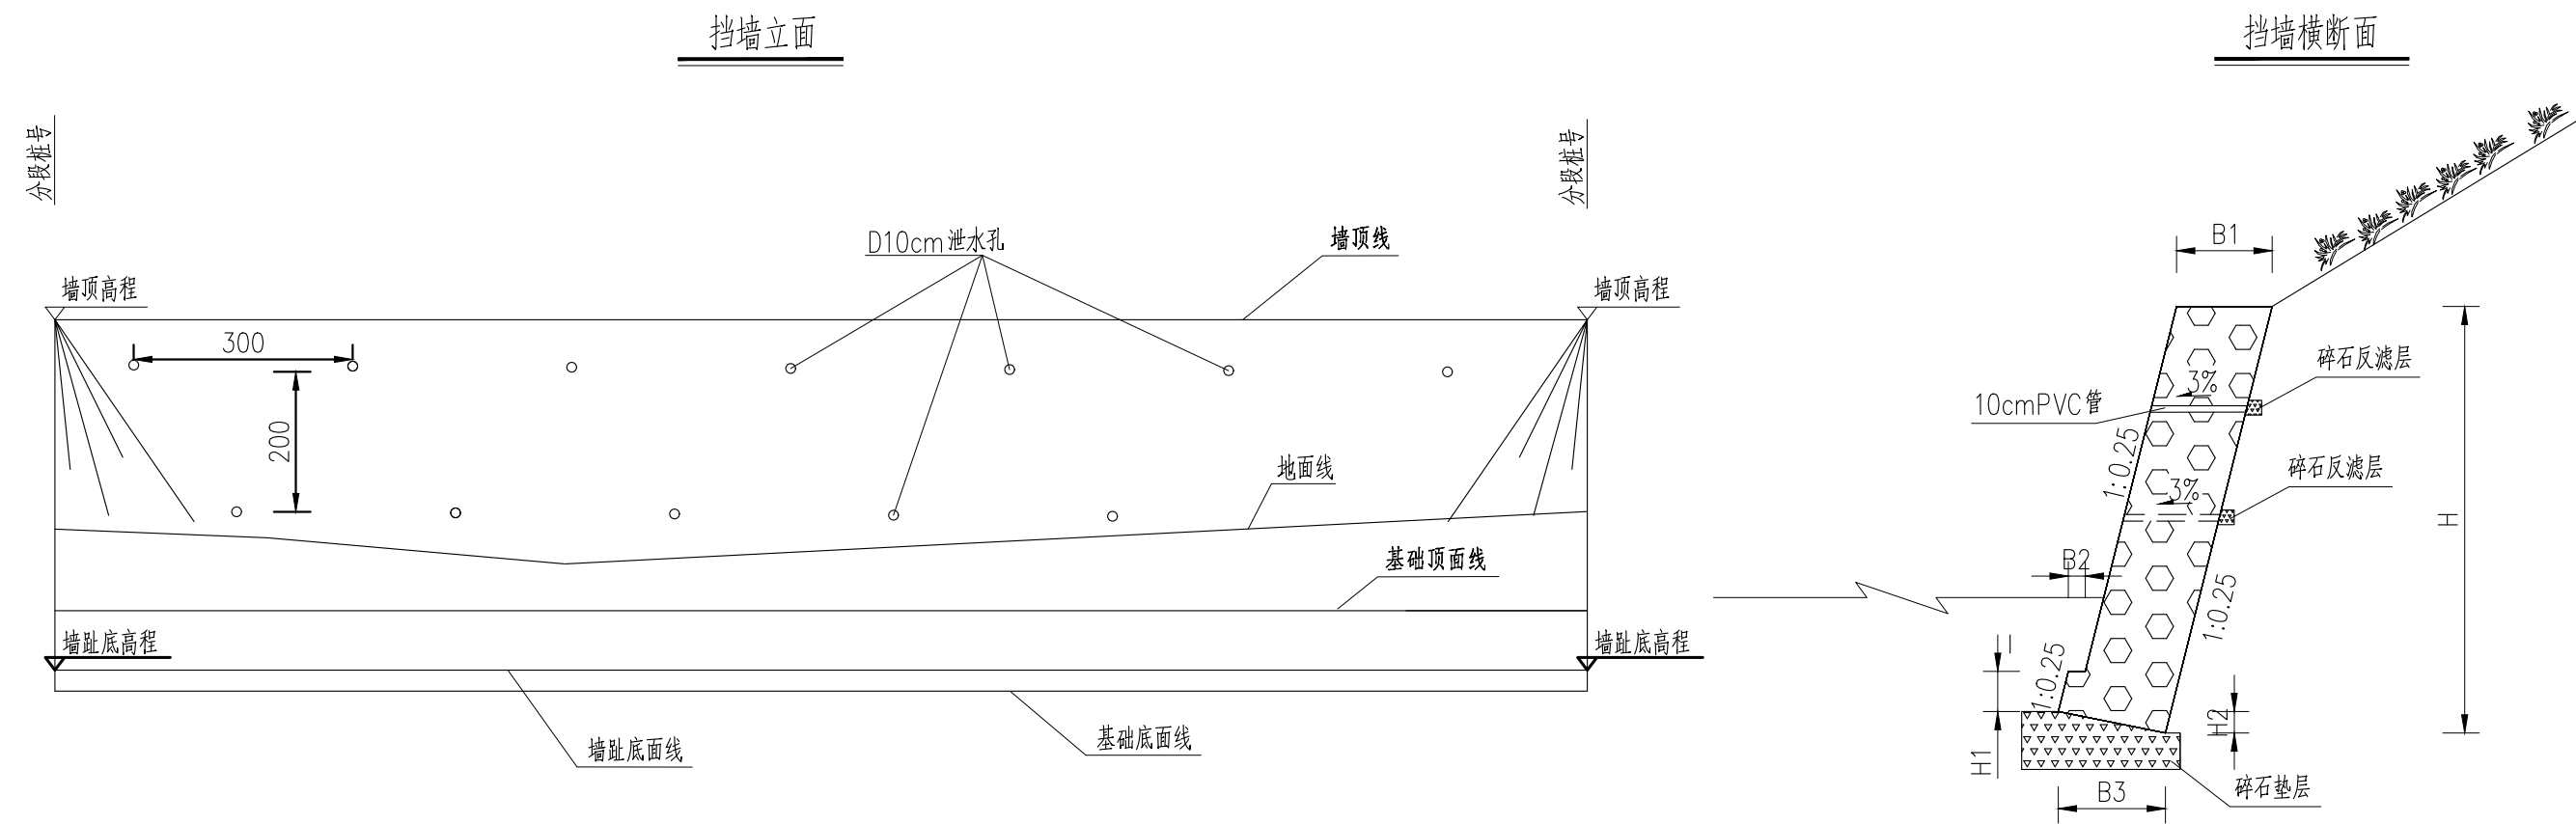 挡墙立面
挡墙横断面
分段桩号
分段桩号
B1
D10cm泄水孔
墙顶线
墙顶高程
墙顶高程
300
碎石反滤层
3%
10cmPVC管
200
1:0.25
地面线
碎石反滤层
3%
H
基础顶面线
B2
1:0.25
墙趾底高程
墙趾底高程
1:0.25
H2
墙趾底面线
基础底面线
H1
B3
碎石垫层